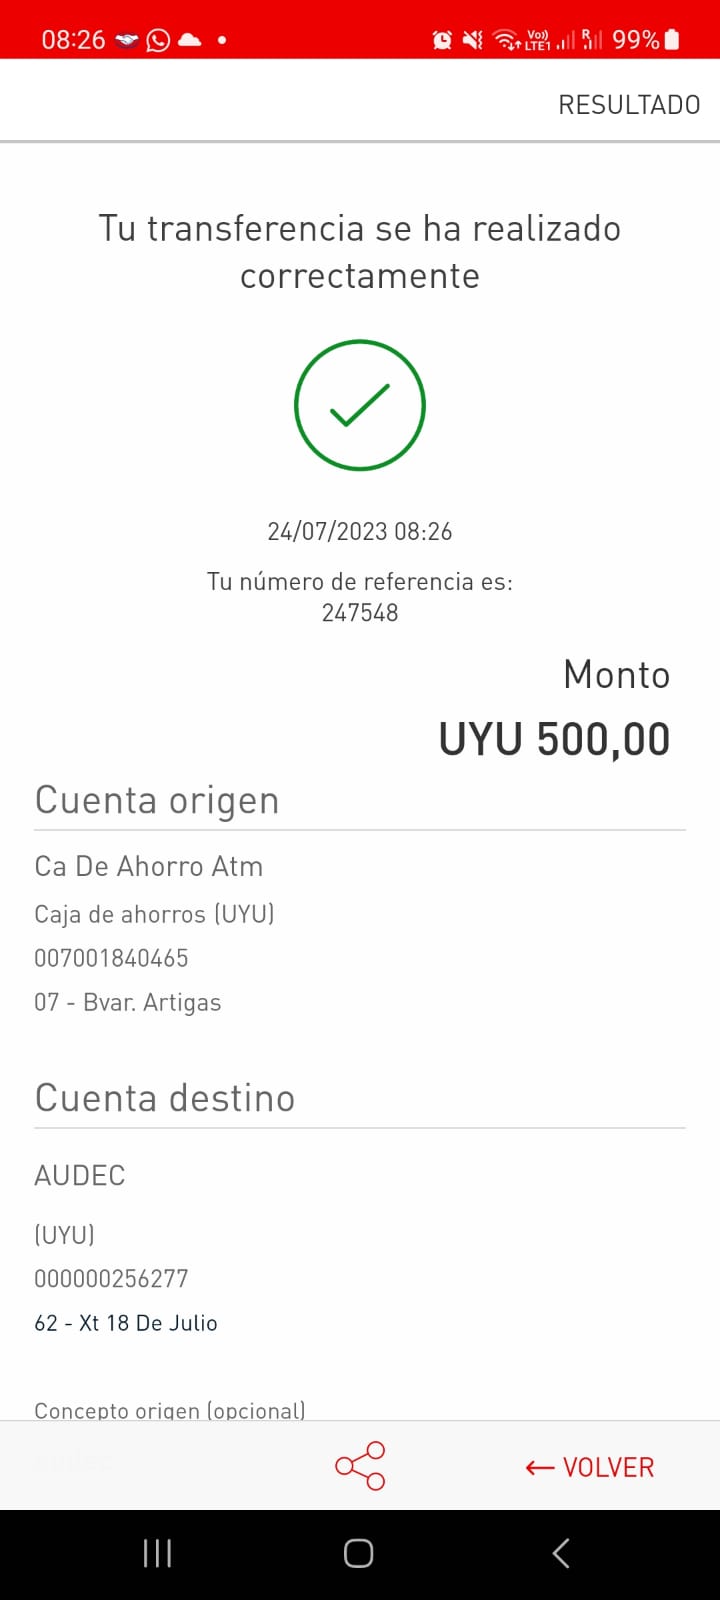 08:26
Vo)) LTE1 R 99%
RESULTADO
Tu transferencia se ha realizado
correctamente
24/07/2023 08:26
Tu número de referencia es:
247548
Monto
UYU 500,00
Cuenta origen
Ca De Ahorro Atm
Caja de ahorros (UYU)
007001840465
07 - Bvar. Artigas
Cuenta destino
AUDEC
(UYU)
000000256277
62 - Xt 18 De Julio
Concepto origen (opcional)
← VOLVER